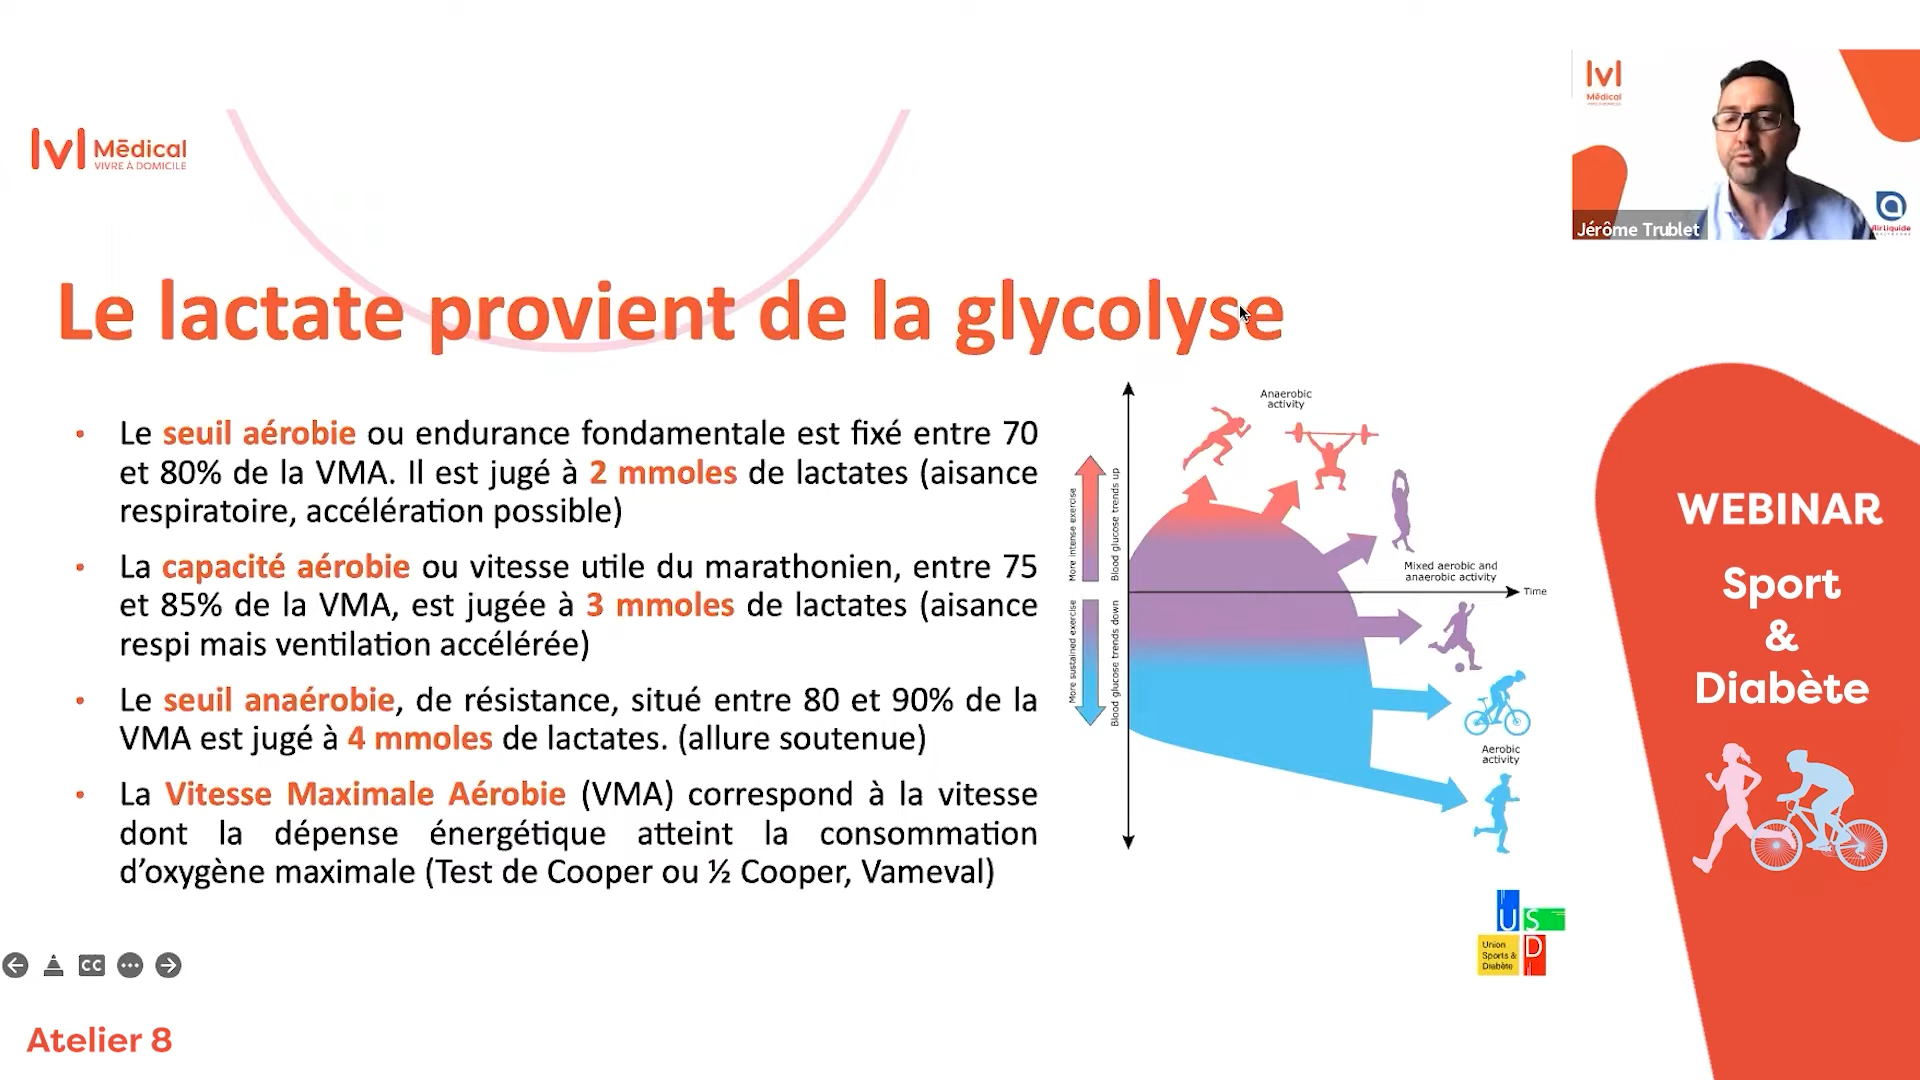 lvl Mēdical
VIVRE À DOMICILE
lvl
Mēdical
Jérôme Trublet
Air Liquide
Le lactate provient de la glycolyse
• Le seuil aérobie ou endurance fondamentale est fixé entre 70
et 80% de la VMA. Il est jugé à 2 mmoles de lactates (aisance
respiratoire, accélération possible)
• La capacité aérobie ou vitesse utile du marathonien, entre 75
et 85% de la VMA, est jugée à 3 mmoles de lactates (aisance
respi mais ventilation accélérée)
• Le seuil anaérobie, de résistance, situé entre 80 et 90% de la
VMA est jugé à 4 mmoles de lactates. (allure soutenue)
• La Vitesse Maximale Aérobie (VMA) correspond à la vitesse
dont la dépense énergétique atteint la consommation
d’oxygène maximale (Test de Cooper ou ½ Cooper, Vameval)
Anaerobic
activity
More intense exercise
Blood glucose trends up
Mixed aerobic and
anaerobic activity
Time
More sustained exercise
Blood glucose trends down
Aerobic
activity
U S
D
Union
Sports &
Diabète
WEBINAR
Sport
&
Diabète
CC
Atelier 8